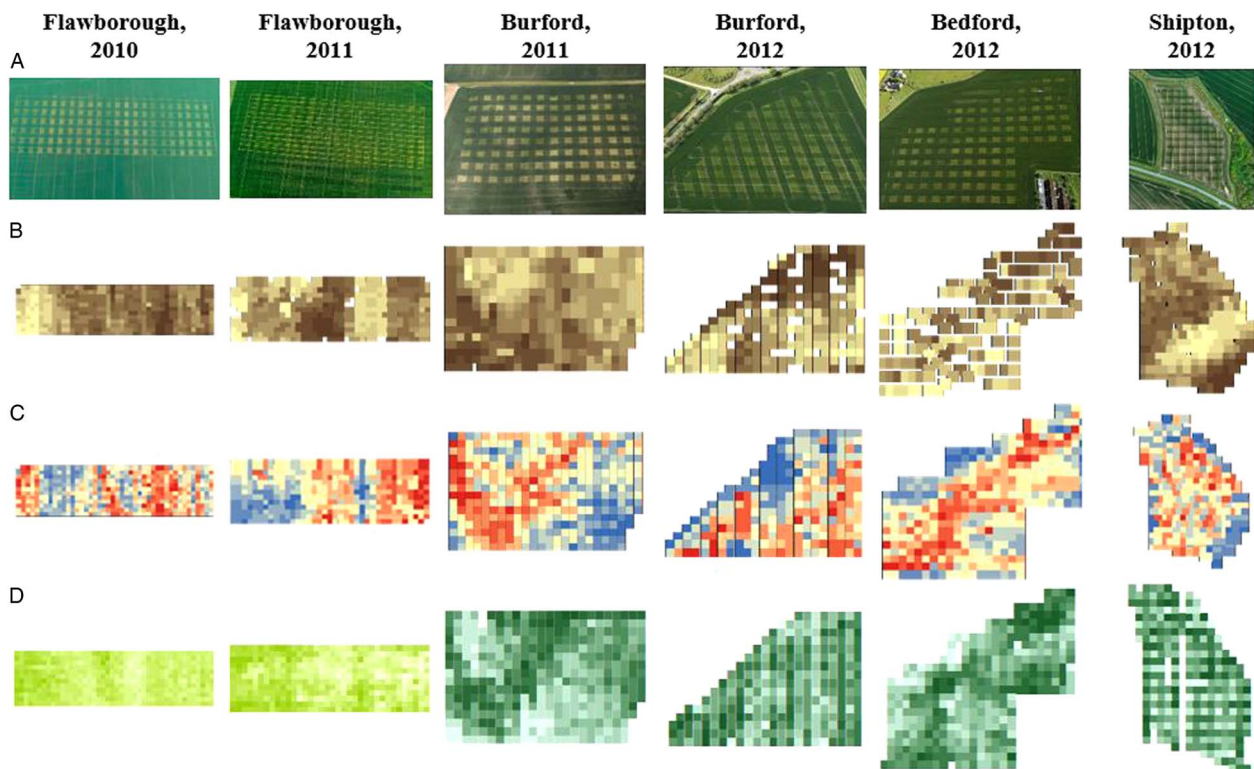 Flawborough,
2010
Flawborough,
2011
Burford,
2011
Burford,
2012
Bedford,
2012
Shipton,
2012
A
B
C
D